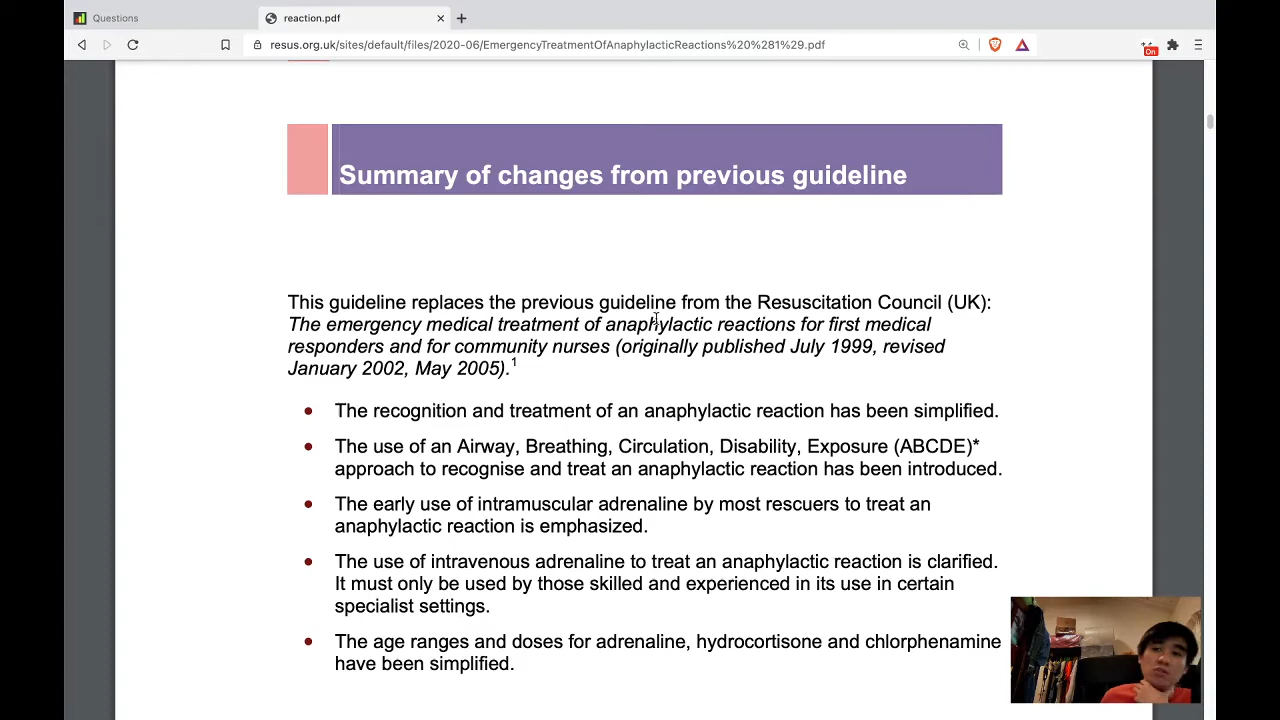 Questions
reaction.pdf
resus.org.uk/sites/default/files/2020-06/EmergencyTreatmentOfAnaphylacticReactions%20%281%29.pdf
On
Summary of changes from previous guideline
This guideline replaces the previous guideline from the Resuscitation Council (UK):
The emergency medical treatment of anaphylactic reactions for first medical
responders and for community nurses (originally published July 1999, revised
January 2002, May 2005).1
• The recognition and treatment of an anaphylactic reaction has been simplified.
• The use of an Airway, Breathing, Circulation, Disability, Exposure (ABCDE)*
approach to recognise and treat an anaphylactic reaction has been introduced.
• The early use of intramuscular adrenaline by most rescuers to treat an
anaphylactic reaction is emphasized.
• The use of intravenous adrenaline to treat an anaphylactic reaction is clarified.
It must only be used by those skilled and experienced in its use in certain
specialist settings.
• The age ranges and doses for adrenaline, hydrocortisone and chlorphenamine
have been simplified.